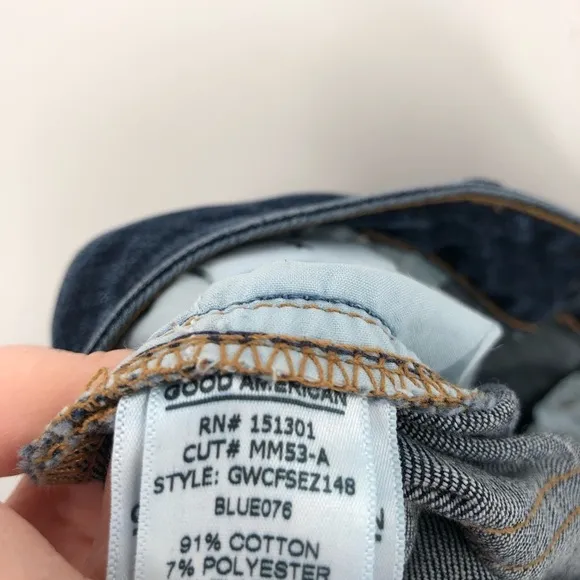 GOOD AMERICAN
RN# 151301
CUT# MM53-A
STYLE: GWCFSEZ148
BLUE076
91% COTTON
7% POLYESTER